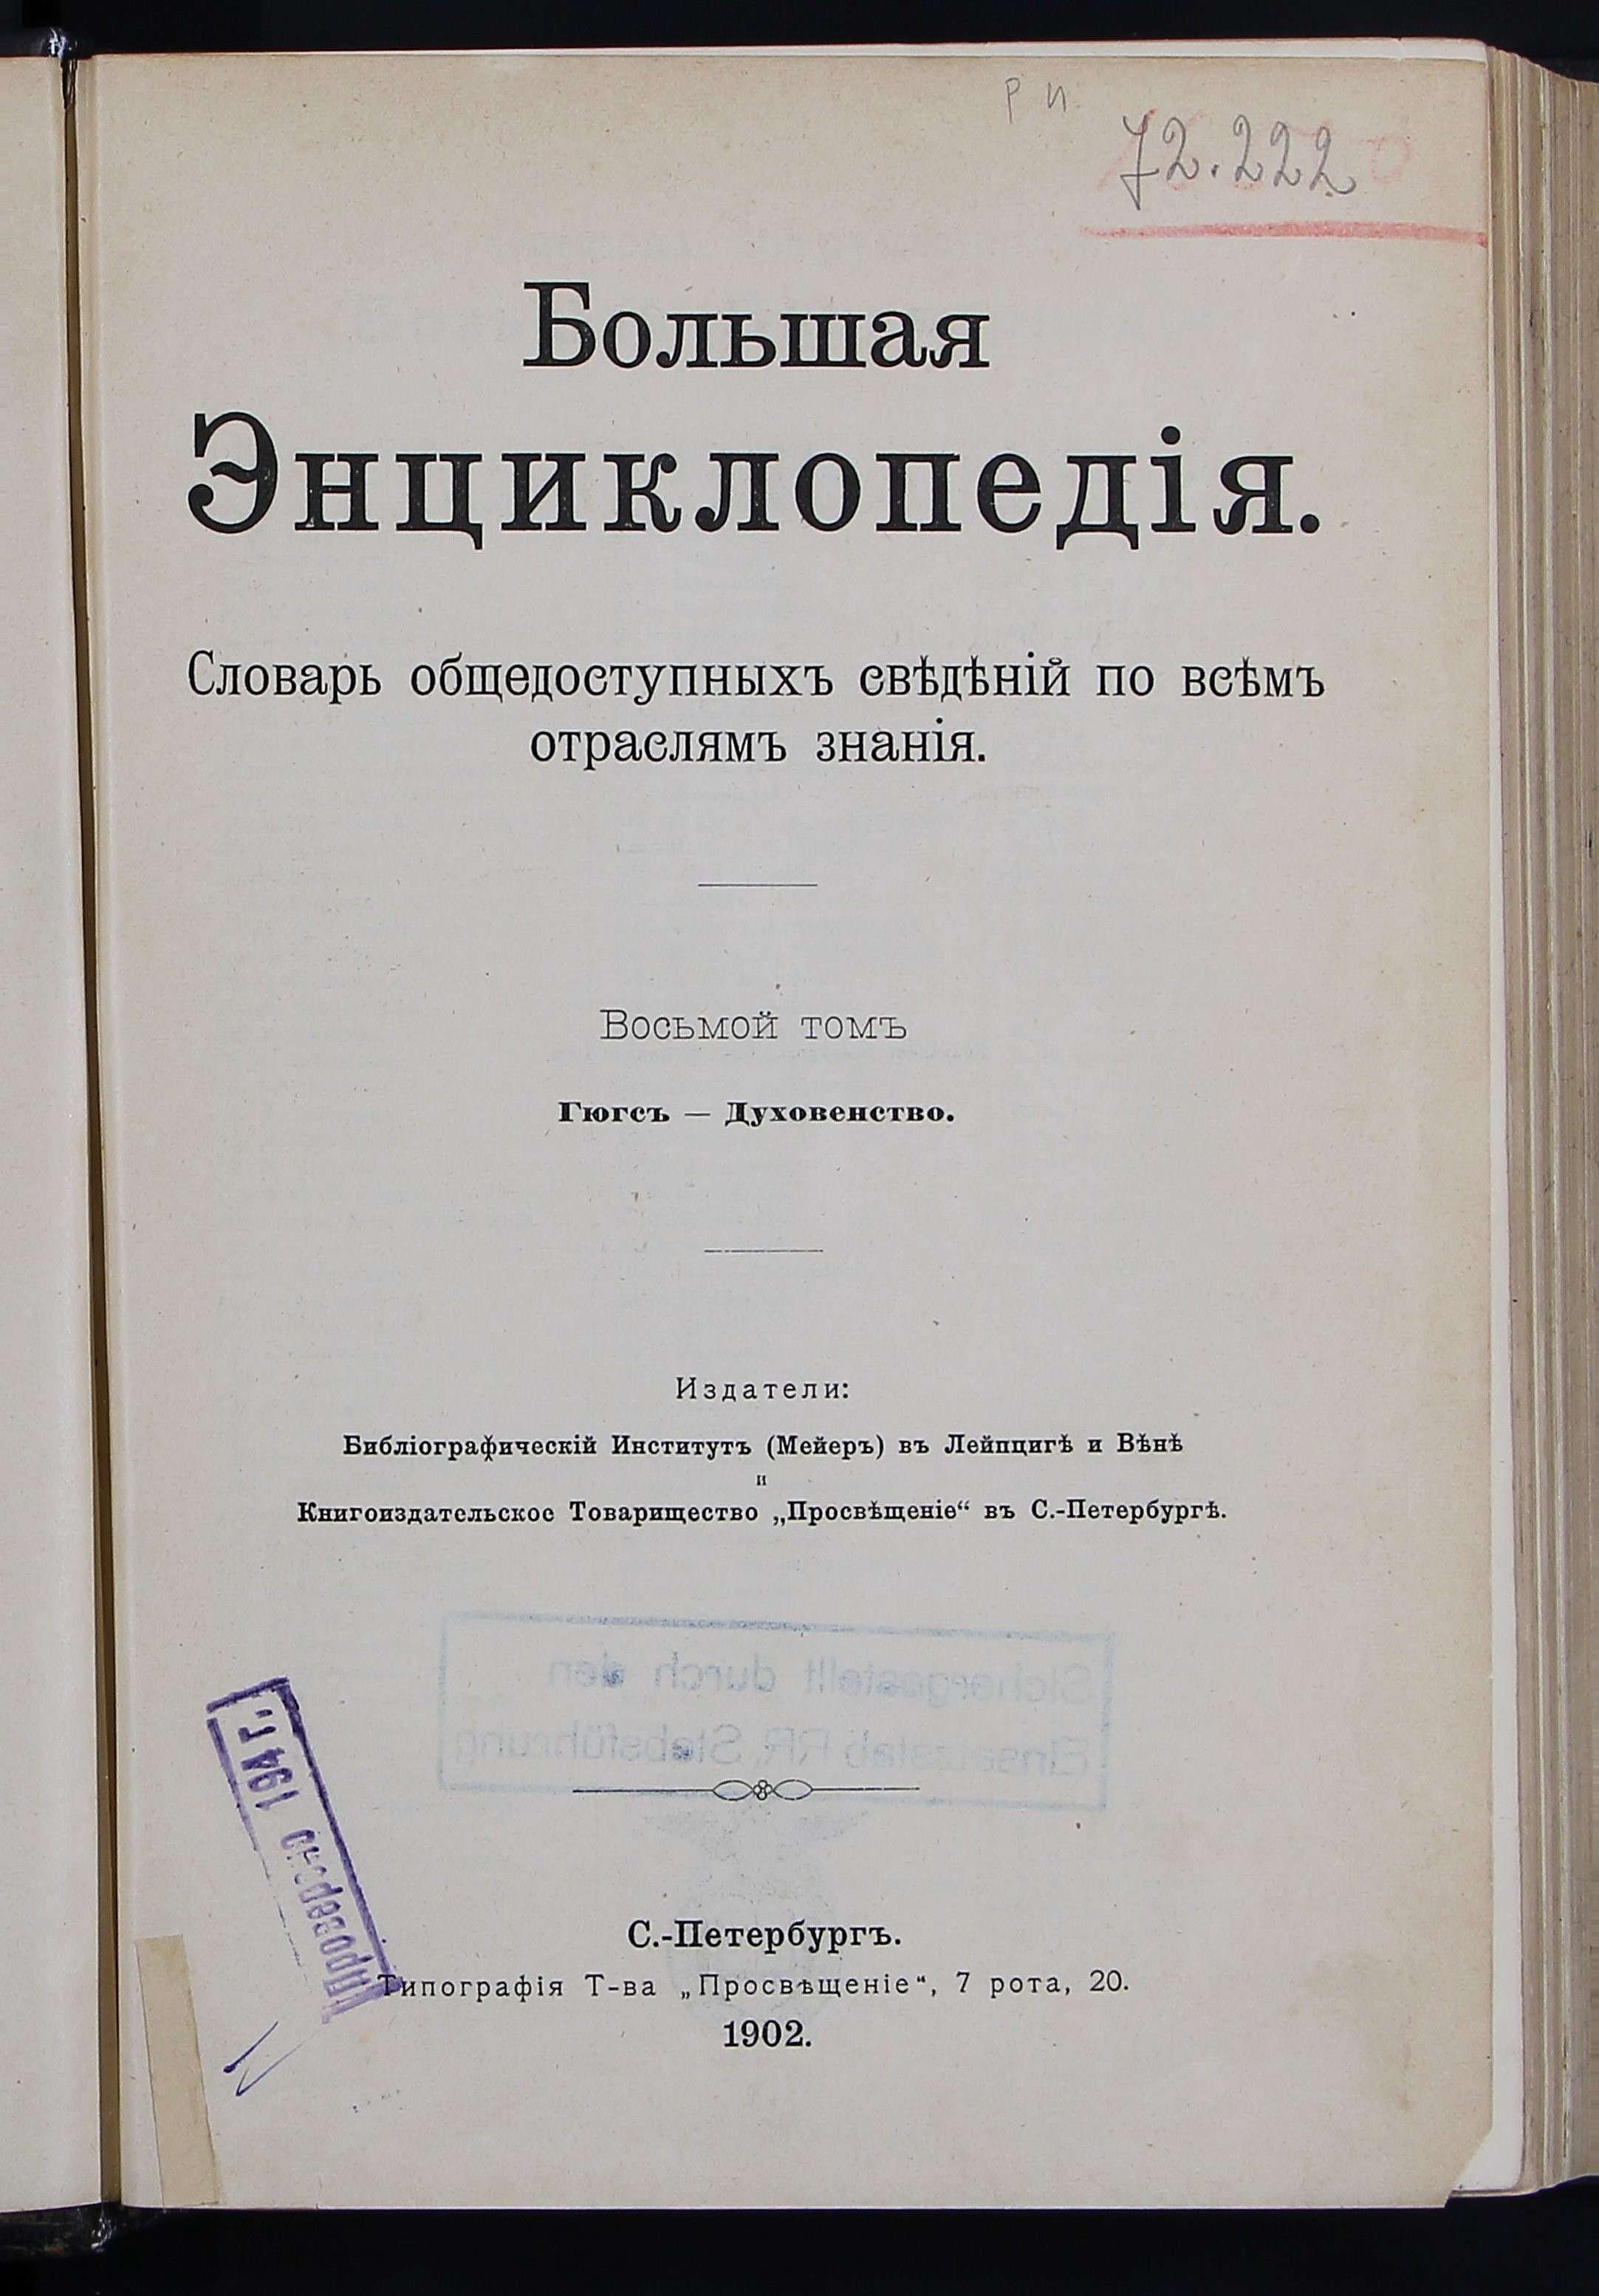 Р И
72.222
Большая
Энциклопедія.
Словарь общедоступныхъ свѣдѣній по всѣмъ
отраслямъ знанія.
Восьмой томъ
Гюгсъ — Духовенство.
Издатели:
Библіографическій Институтъ (Мейеръ) въ Лейпцигѣ и Вѣнѣ
и
Книгоиздательское Товарищество „Просвѣщеніе“ въ С.-Петербургѣ.
Sichergestellt durch den
Einsatzstab RR, Stabsführung
Проверено 1941 г.
С.-Петербургъ.
Типографія Т-ва „Просвѣщеніе“, 7 рота, 20.
1902.